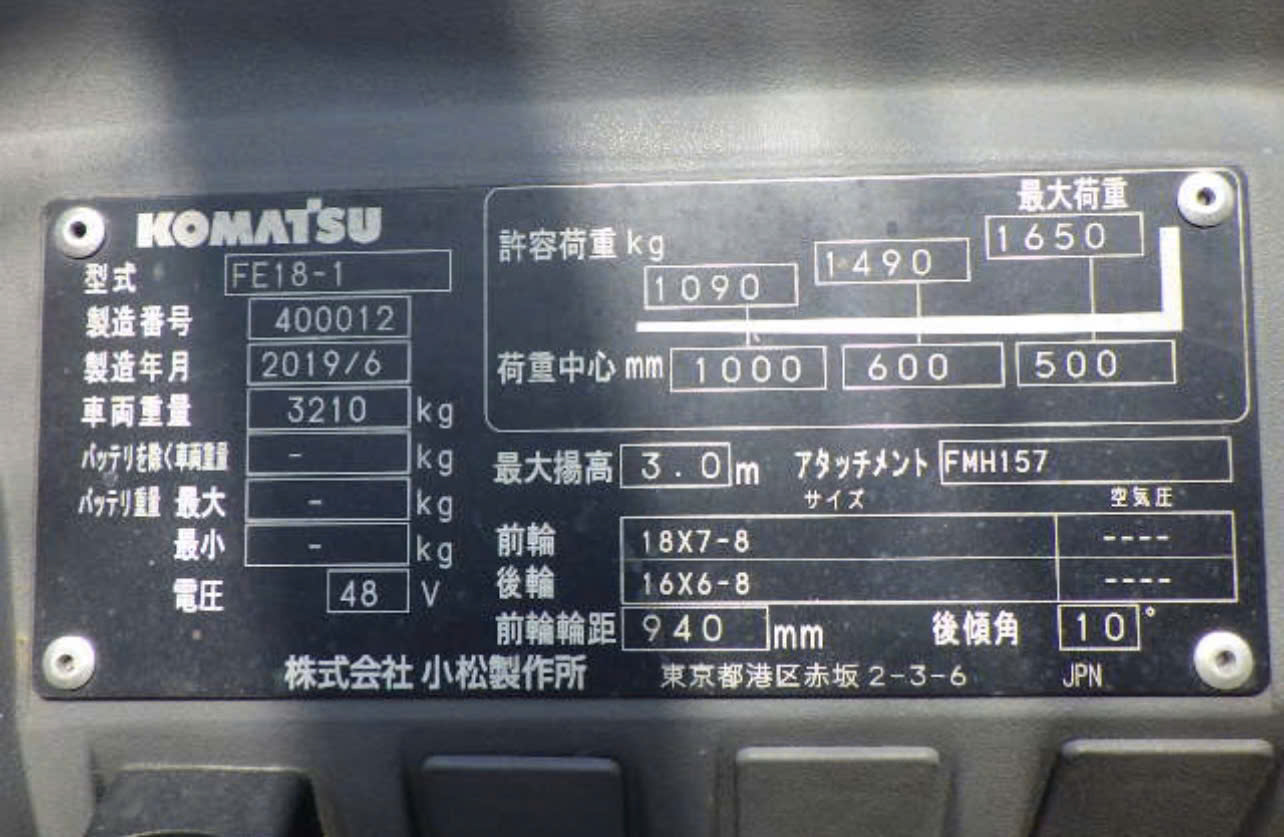 KOMATSU
型式 FE18-1
製造番号 400012
製造年月 2019/6
車両重量 3210 kg
バッテリを除く車両重量 - kg
バッテリ重量 最大 - kg
最小 - kg
電圧 48 V
最大荷重
許容荷重 kg 1090 1490 1650
荷重中心 mm 1000 600 500
最大揚高 3.0 m アタッチメント FMH157
サイズ 空気圧
前輪 18X7-8 ----
後輪 16X6-8 ----
前輪輪距 940 mm 後傾角 10°
株式会社 小松製作所 東京都港区赤坂2-3-6 JPN